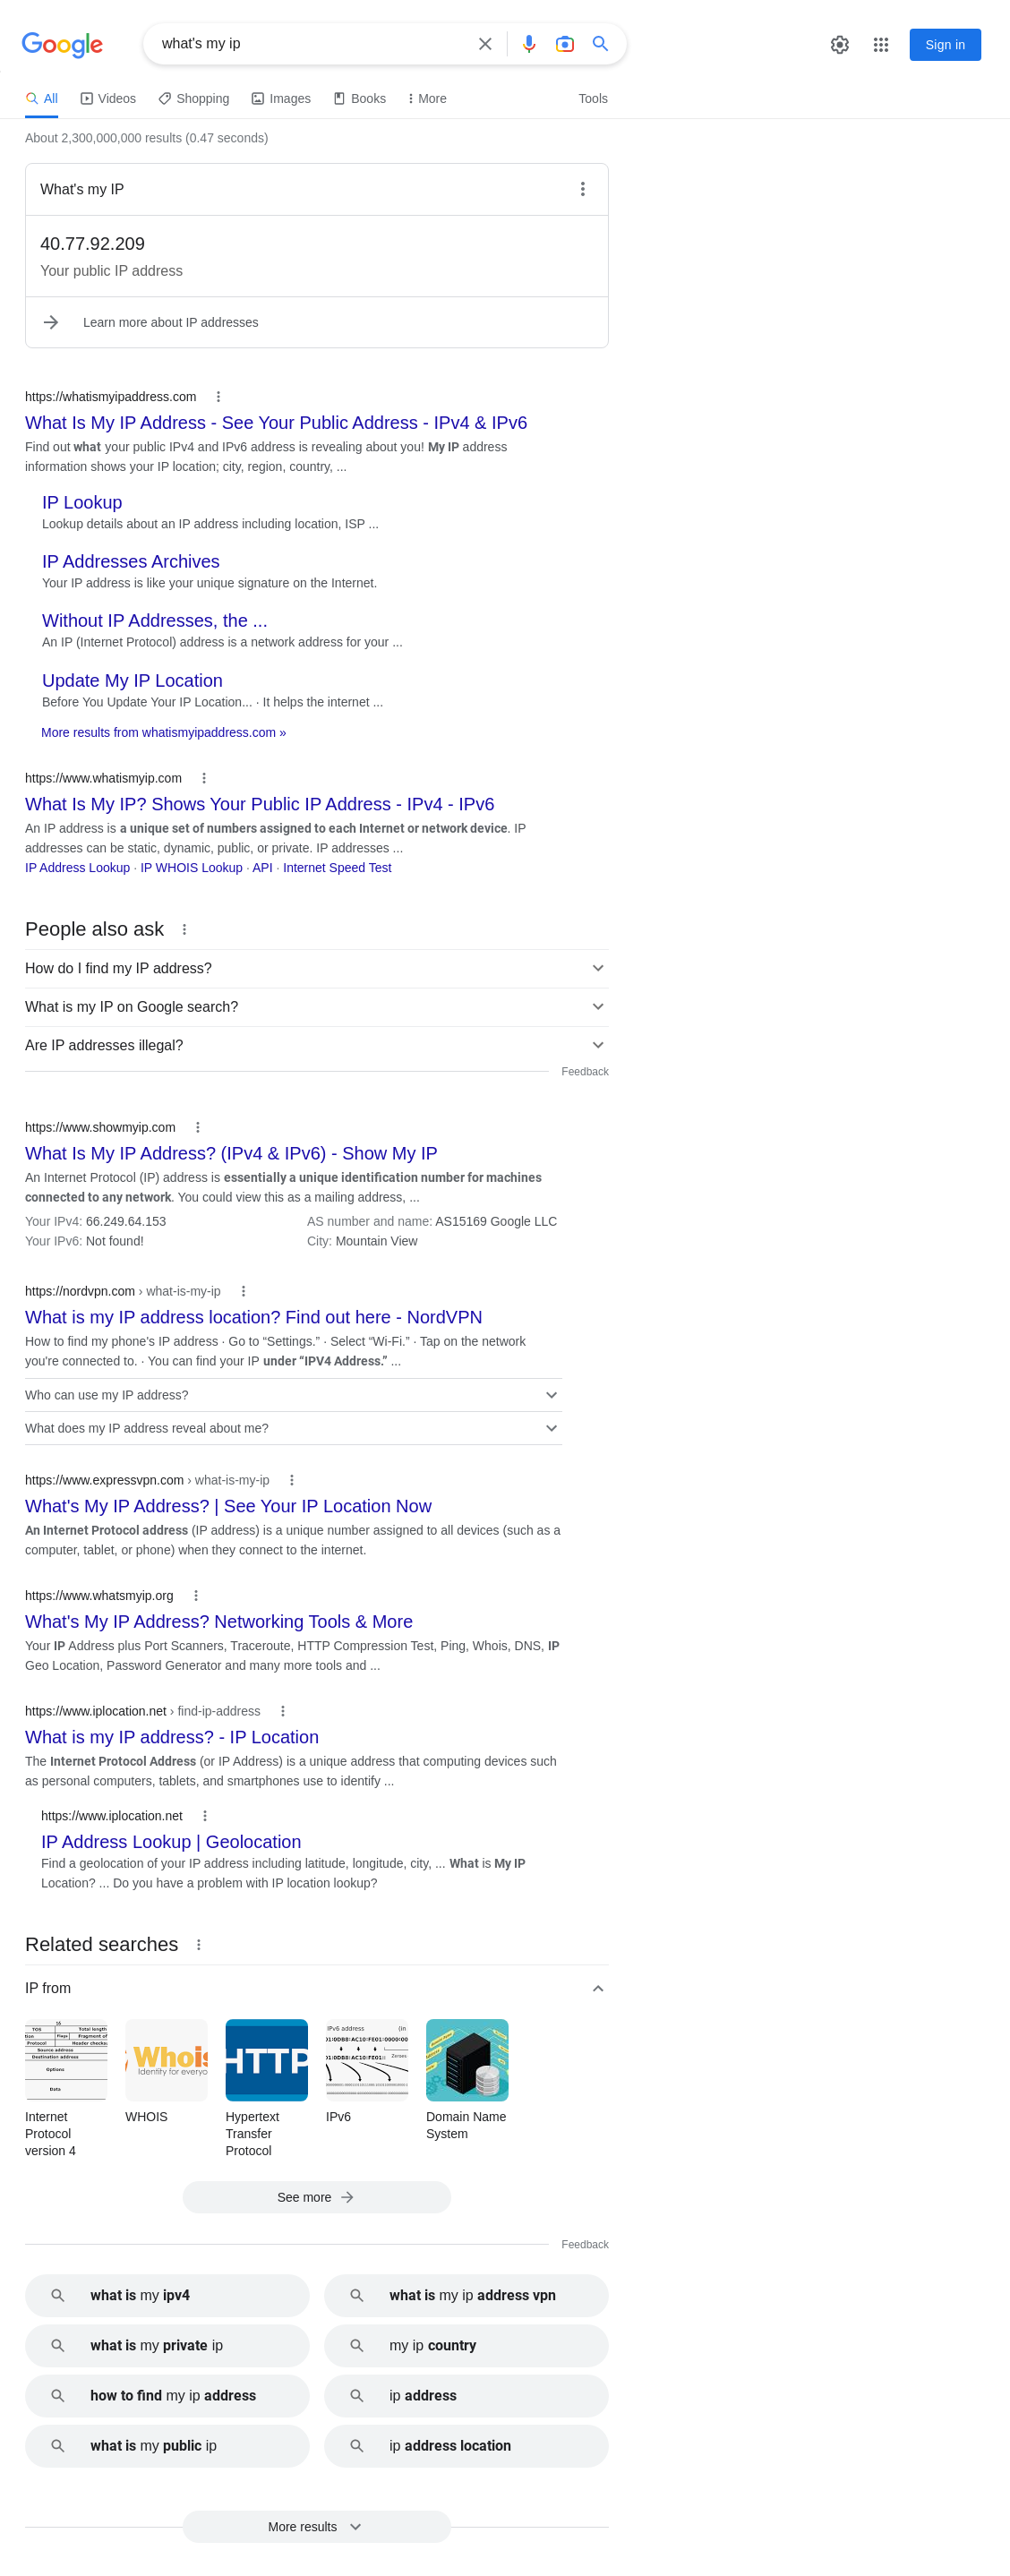 Google
what's my ip
Sign in
All
Videos
Shopping
Images
Books
More
Tools
About 2,300,000,000 results (0.47 seconds)
What's my IP
40.77.92.209
Your public IP address
Learn more about IP addresses
https://whatismyipaddress.com
What Is My IP Address - See Your Public Address - IPv4 & IPv6
Find out what your public IPv4 and IPv6 address is revealing about you! My IP address
information shows your IP location; city, region, country, ...
IP Lookup
Lookup details about an IP address including location, ISP ...
IP Addresses Archives
Your IP address is like your unique signature on the Internet.
Without IP Addresses, the ...
An IP (Internet Protocol) address is a network address for your ...
Update My IP Location
Before You Update Your IP Location... · It helps the internet ...
More results from whatismyipaddress.com »
https://www.whatismyip.com
What Is My IP? Shows Your Public IP Address - IPv4 - IPv6
An IP address is a unique set of numbers assigned to each Internet or network device. IP
addresses can be static, dynamic, public, or private. IP addresses ...
IP Address Lookup · IP WHOIS Lookup · API · Internet Speed Test
People also ask
How do I find my IP address?
What is my IP on Google search?
Are IP addresses illegal?
Feedback
https://www.showmyip.com
What Is My IP Address? (IPv4 & IPv6) - Show My IP
An Internet Protocol (IP) address is essentially a unique identification number for machines
connected to any network. You could view this as a mailing address, ...
Your IPv4: 66.249.64.153
AS number and name: AS15169 Google LLC
Your IPv6: Not found!
City: Mountain View
https://nordvpn.com › what-is-my-ip
What is my IP address location? Find out here - NordVPN
How to find my phone's IP address · Go to “Settings.” · Select “Wi-Fi.” · Tap on the network
you're connected to. · You can find your IP under “IPV4 Address.” ...
Who can use my IP address?
What does my IP address reveal about me?
https://www.expressvpn.com › what-is-my-ip
What's My IP Address? | See Your IP Location Now
An Internet Protocol address (IP address) is a unique number assigned to all devices (such as a
computer, tablet, or phone) when they connect to the internet.
https://www.whatsmyip.org
What's My IP Address? Networking Tools & More
Your IP Address plus Port Scanners, Traceroute, HTTP Compression Test, Ping, Whois, DNS, IP
Geo Location, Password Generator and many more tools and ...
https://www.iplocation.net › find-ip-address
What is my IP address? - IP Location
The Internet Protocol Address (or IP Address) is a unique address that computing devices such
as personal computers, tablets, and smartphones use to identify ...
https://www.iplocation.net
IP Address Lookup | Geolocation
Find a geolocation of your IP address including latitude, longitude, city, ... What is My IP
Location? ... Do you have a problem with IP location lookup?
Related searches
IP from
16
TOS
Total length
Flags
Fragment of
Protocol
Header checks
Source address
Destination address
Options
Data
Whois
Identity for everyo
HTTP
IPv6 address
(in
Zeroes
Internet
Protocol
version 4
WHOIS
Hypertext
Transfer
Protocol
IPv6
Domain Name
System
See more
Feedback
what is my ipv4
what is my ip address vpn
what is my private ip
my ip country
how to find my ip address
ip address
what is my public ip
ip address location
More results